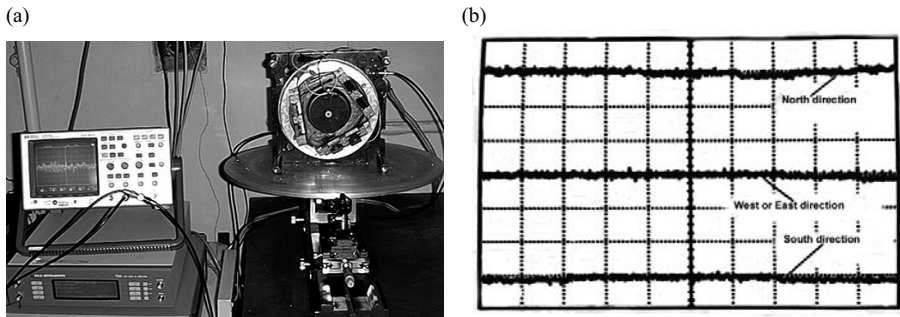 (a)
(b)
North direction
West or East direction
South direction